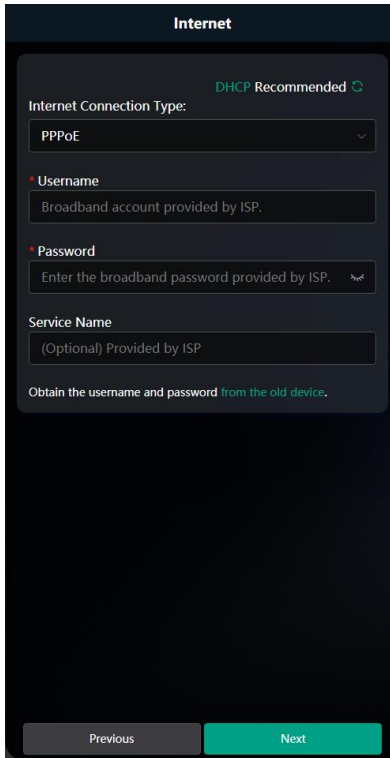 Internet
DHCP Recommended
Internet Connection Type:
PPPoE
* Username
Broadband account provided by ISP.
* Password
Enter the broadband password provided by ISP.
Service Name
(Optional) Provided by ISP
Obtain the username and password from the old device.
Previous
Next